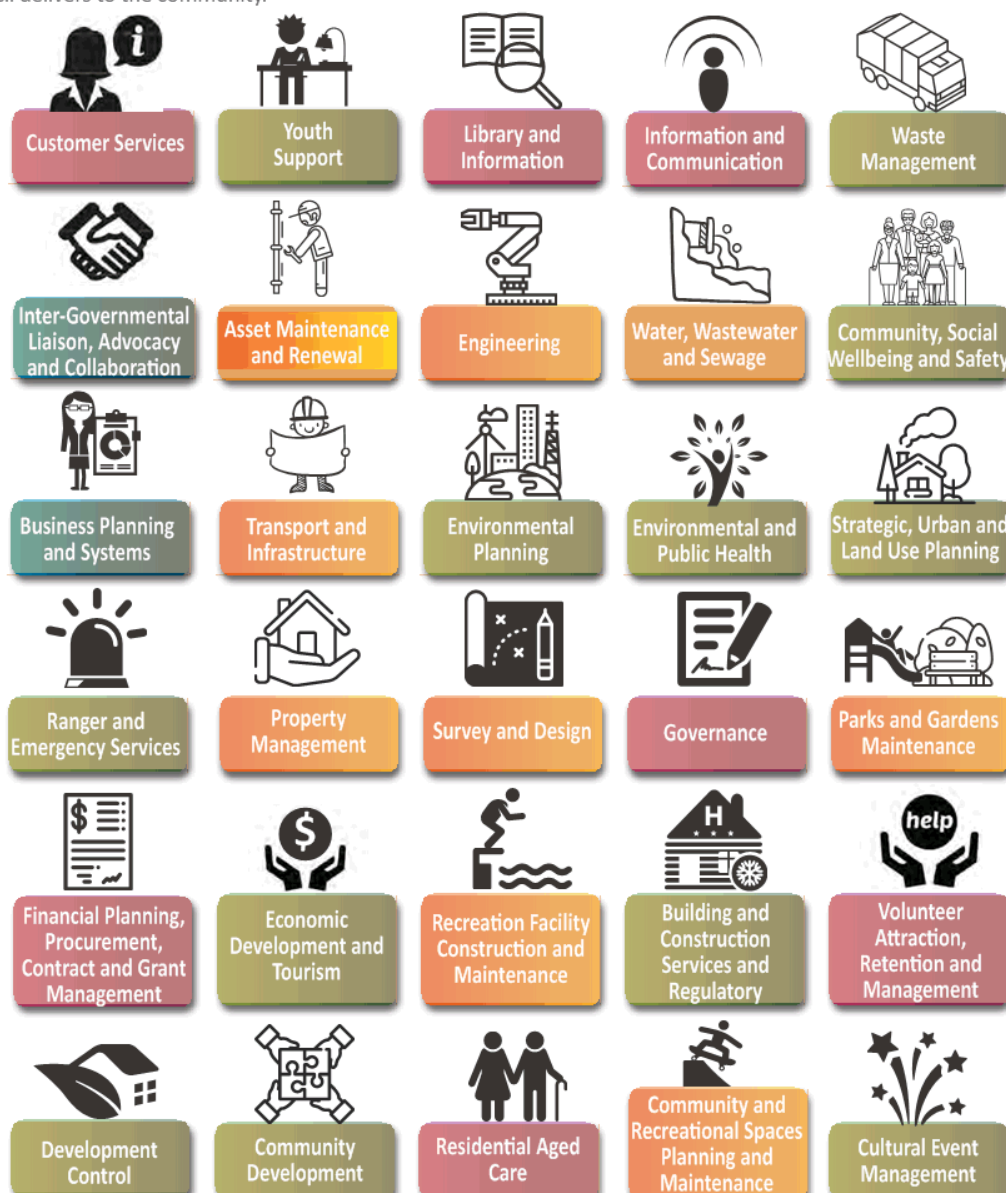 delivers to the community.
i
Customer Services
Youth
Support
Library and
Information
Information and
Communication
Waste
Management
Inter-Governmental
Liaison, Advocacy
and Collaboration
Asset Maintenance
and Renewal
Engineering
Water, Wastewater
and Sewage
Community, Social
Wellbeing and Safety
Business Planning
and Systems
Transport and
Infrastructure
Environmental
Planning
Environmental and
Public Health
Strategic, Urban and
Land Use Planning
Ranger and
Emergency Services
Property
Management
Survey and Design
Governance
Parks and Gardens
Maintenance
$
$
H
help
Financial Planning,
Procurement,
Contract and Grant
Management
Economic
Development and
Tourism
Recreation Facility
Construction and
Maintenance
Building and
Construction
Services and
Regulatory
Volunteer
Attraction,
Retention and
Management
Development
Control
Community
Development
Residential Aged
Care
Community and
Recreational Spaces
Planning and
Maintenance
Cultural Event
Management